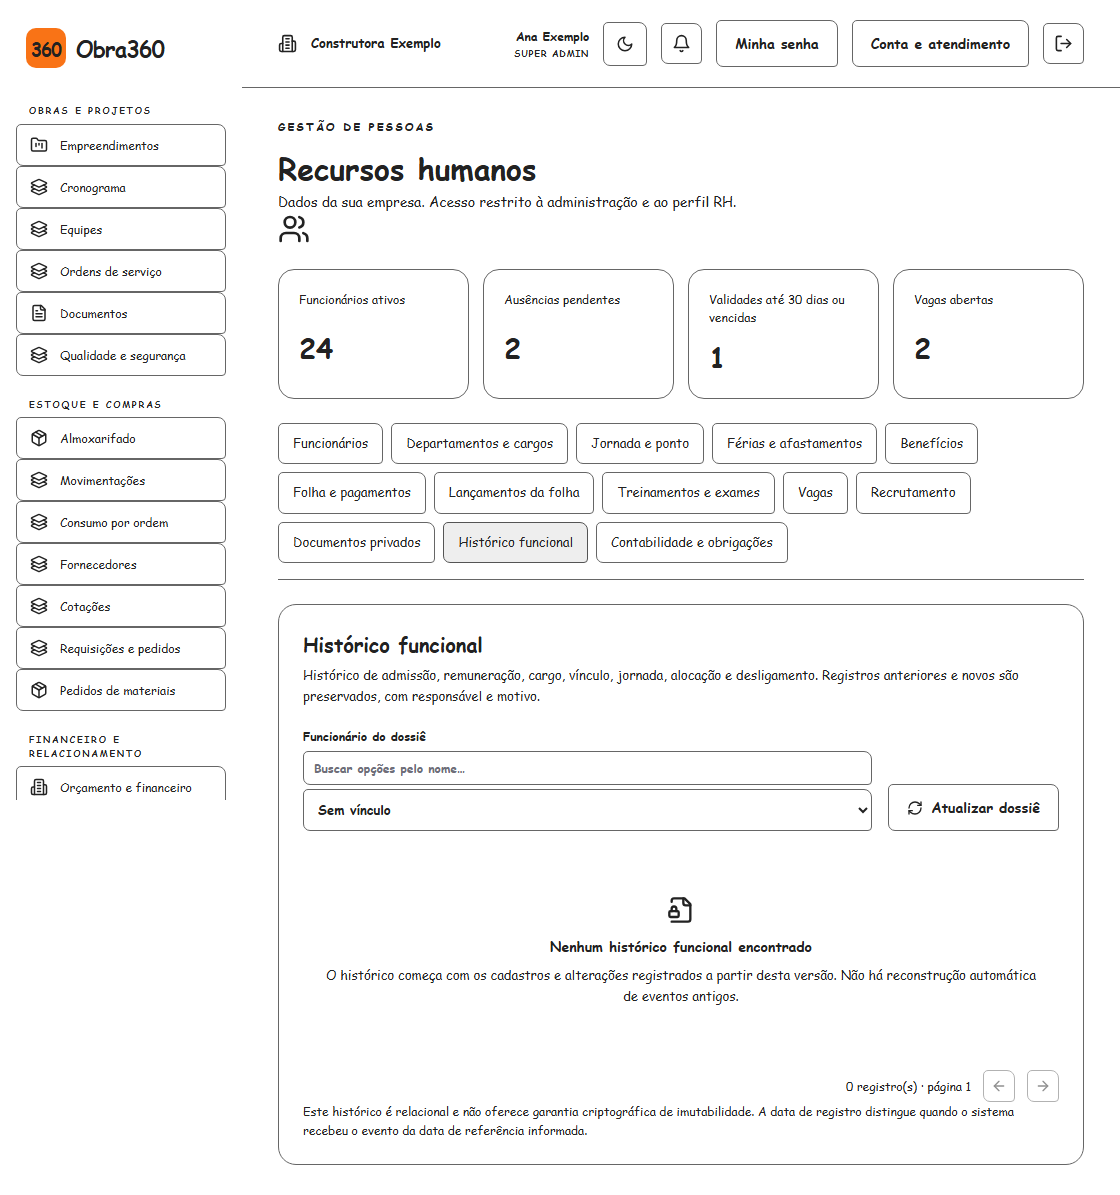 360 Obra360
Construtora Exemplo
Ana Exemplo
SUPER ADMIN
Minha senha
Conta e atendimento
OBRAS E PROJETOS
Empreendimentos
Cronograma
Equipes
Ordens de serviço
Documentos
Qualidade e segurança
ESTOQUE E COMPRAS
Almoxarifado
Movimentações
Consumo por ordem
Fornecedores
Cotações
Requisições e pedidos
Pedidos de materiais
FINANCEIRO E
RELACIONAMENTO
Orçamento e financeiro
GESTÃO DE PESSOAS
Recursos humanos
Dados da sua empresa. Acesso restrito à administração e ao perfil RH.
Funcionários ativos
24
Ausências pendentes
2
Validades até 30 dias ou
vencidas
1
Vagas abertas
2
Funcionários
Departamentos e cargos
Jornada e ponto
Férias e afastamentos
Benefícios
Folha e pagamentos
Lançamentos da folha
Treinamentos e exames
Vagas
Recrutamento
Documentos privados
Histórico funcional
Contabilidade e obrigações
Histórico funcional
Histórico de admissão, remuneração, cargo, vínculo, jornada, alocação e desligamento. Registros anteriores e novos são
preservados, com responsável e motivo.
Funcionário do dossiê
Buscar opções pelo nome...
Sem vínculo
Atualizar dossiê
Nenhum histórico funcional encontrado
O histórico começa com os cadastros e alterações registrados a partir desta versão. Não há reconstrução automática
de eventos antigos.
0 registro(s) · página 1
Este histórico é relacional e não oferece garantia criptográfica de imutabilidade. A data de registro distingue quando o sistema
recebeu o evento da data de referência informada.